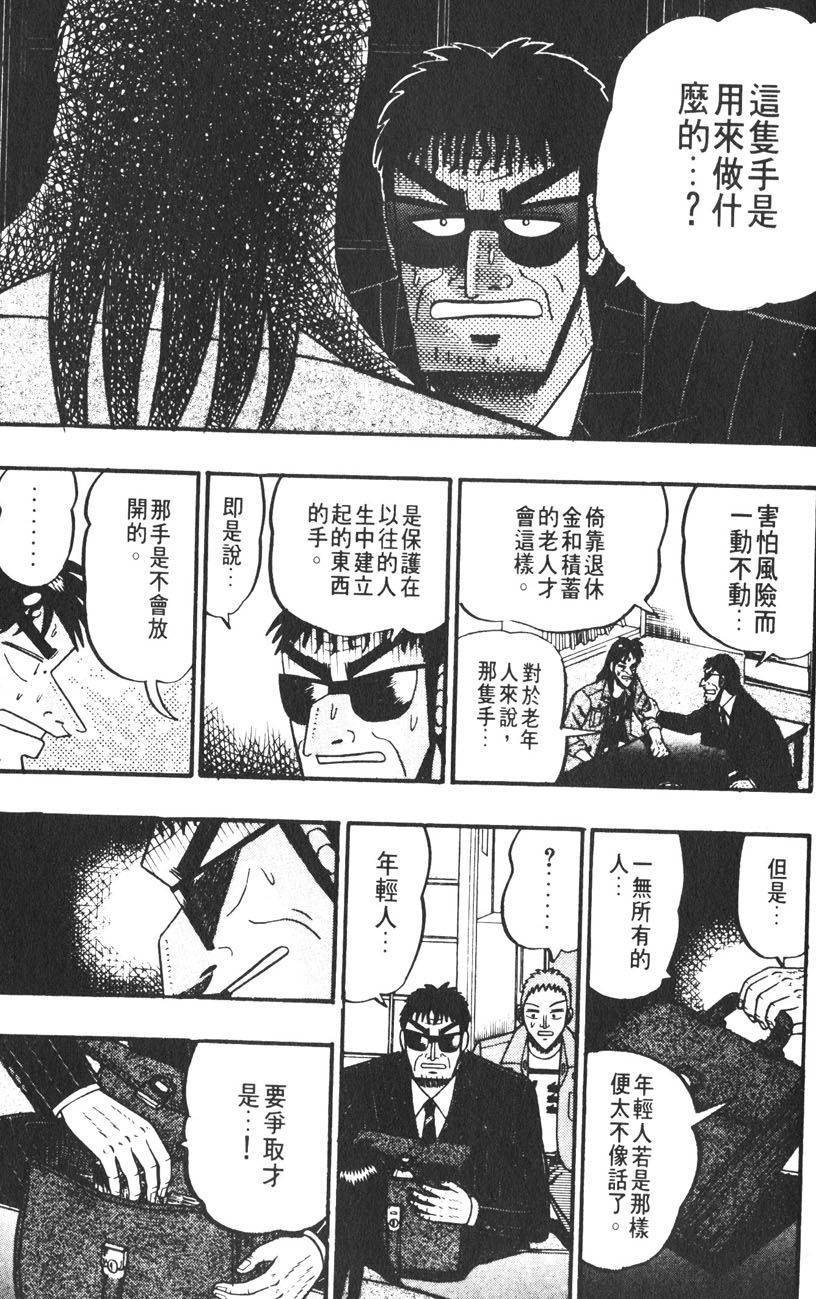 這隻手是
用來做什
麼的…？
害怕風險而
一動不動…
倚靠退休
金和積蓄
的老人才
會這樣。
對於老年
人來說，
那隻手…
是保護在
以往的人
生中建立
起的東西
的手。
即是說…
那手是不會放
開的。
………
但是…
一無所有的
人…
年輕人若是那樣
便太不像話了。
？……
年輕人…
要爭取才
是…！